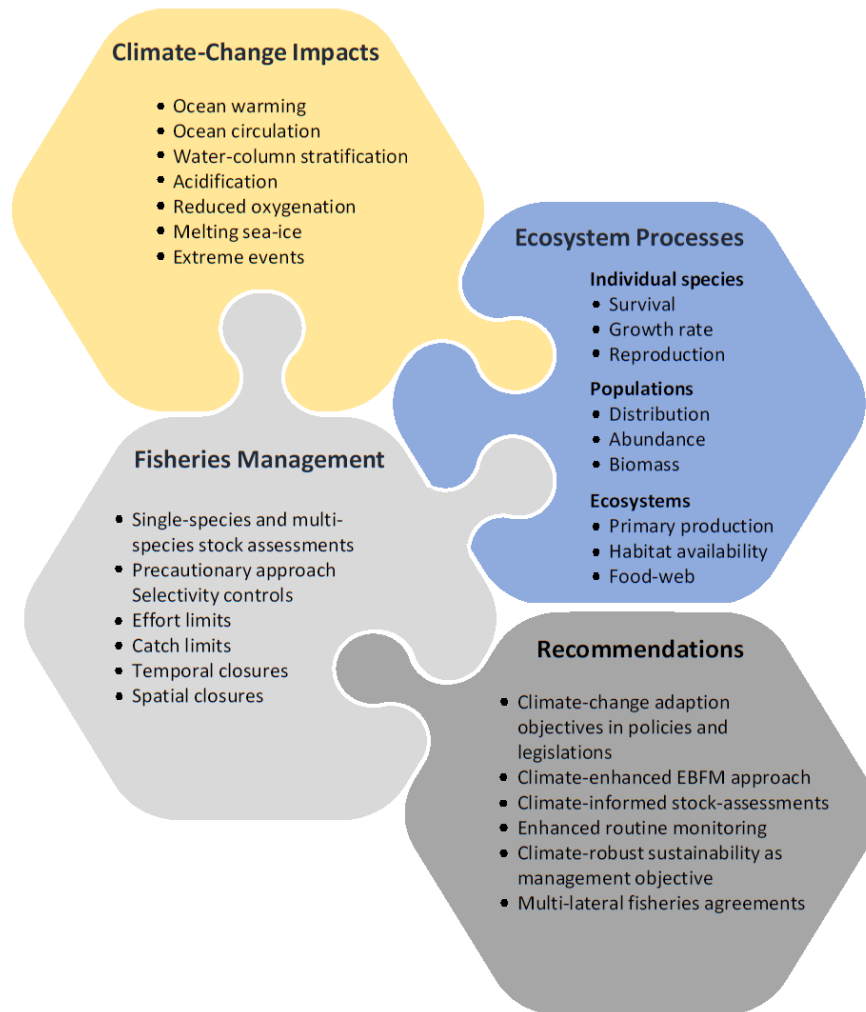 Climate-Change Impacts
• Ocean warming
• Ocean circulation
• Water-column stratification
• Acidification
• Reduced oxygenation
• Melting sea-ice
• Extreme events
Ecosystem Processes
Individual species
• Survival
• Growth rate
• Reproduction
Populations
• Distribution
• Abundance
• Biomass
Ecosystems
• Primary production
• Habitat availability
• Food-web
Fisheries Management
• Single-species and multi-
species stock assessments
• Precautionary approach
Selectivity controls
• Effort limits
• Catch limits
• Temporal closures
• Spatial closures
Recommendations
• Climate-change adaption
objectives in policies and
legislations
• Climate-enhanced EBFM approach
• Climate-informed stock-assessments
• Enhanced routine monitoring
• Climate-robust sustainability as
management objective
• Multi-lateral fisheries agreements